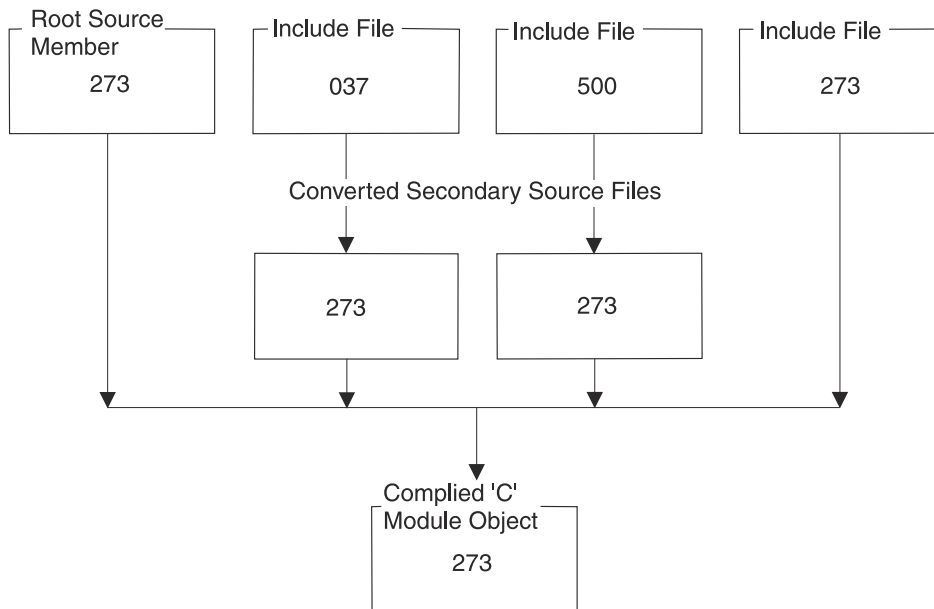 Root Source
Member
273
Include File
037
Include File
500
Include File
273
Converted Secondary Source Files
273
273
Complied 'C'
Module Object
273